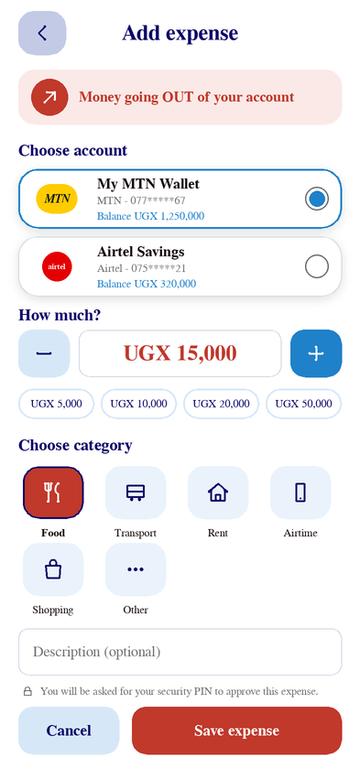 Add expense
Money going OUT of your account
Choose account
MTN
My MTN Wallet
MTN - 077*****67
Balance UGX 1,250,000
airtel
Airtel Savings
Airtel - 075*****21
Balance UGX 320,000
How much?
UGX 15,000
UGX 5,000
UGX 10,000
UGX 20,000
UGX 50,000
Choose category
Food
Transport
Rent
Airtime
Shopping
Other
Description (optional)
You will be asked for your security PIN to approve this expense.
Cancel
Save expense